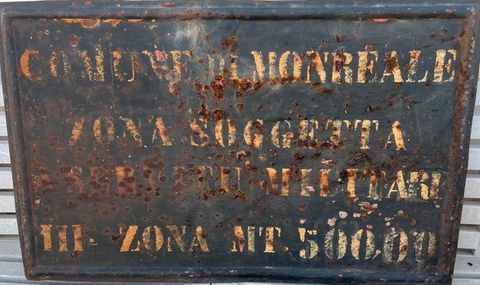 COMUNE DI MONREALE
ZONA SOGGETTA
A SERVITU MILITARI
III- ZONA MT. 500,00